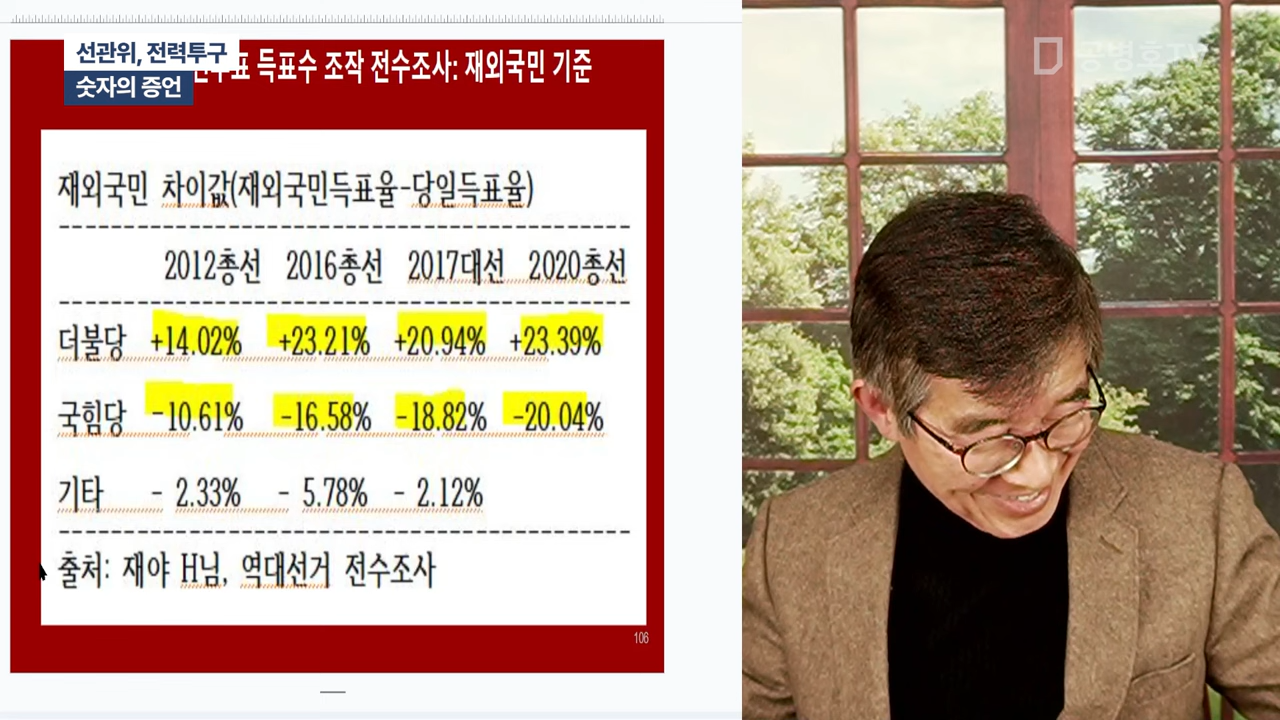 선관위, 전력투구
숫자의 증언
득표수 조작 전수조사: 재외국민 기준
공병호TV
재외국민 차이값(재외국민득표율-당일득표율)
2012총선 2016총선 2017대선 2020총선
더불당 +14.02% +23.21% +20.94% +23.39%
국힘당 -10.61% -16.58% -18.82% -20.04%
기타 - 2.33% - 5.78% - 2.12%
출처: 재야 H님, 역대선거 전수조사
106